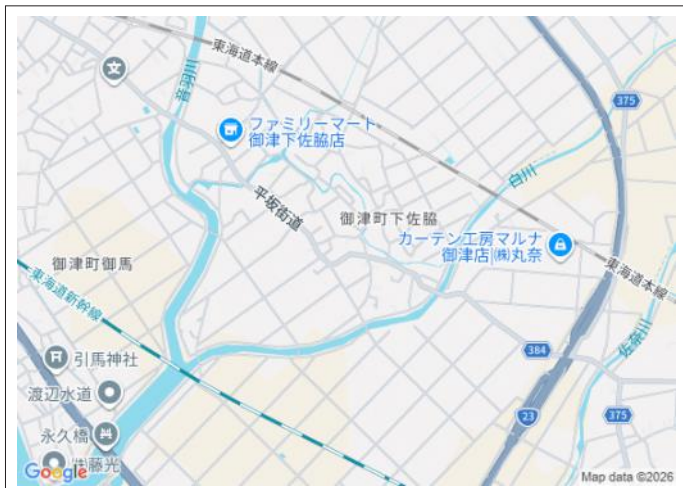 東海道本線
音羽川
375
ファミリーマート
御津下佐脇店
白川
平坂街道
御津町下佐脇
カーテン工房マルナ
御津店|㈱丸奈
東海道本線
御津町御馬
東海道新幹線
佐奈川
引馬神社
384
渡辺水道
23
375
永久橋
㈱藤光
Google
Map data ©2026
文